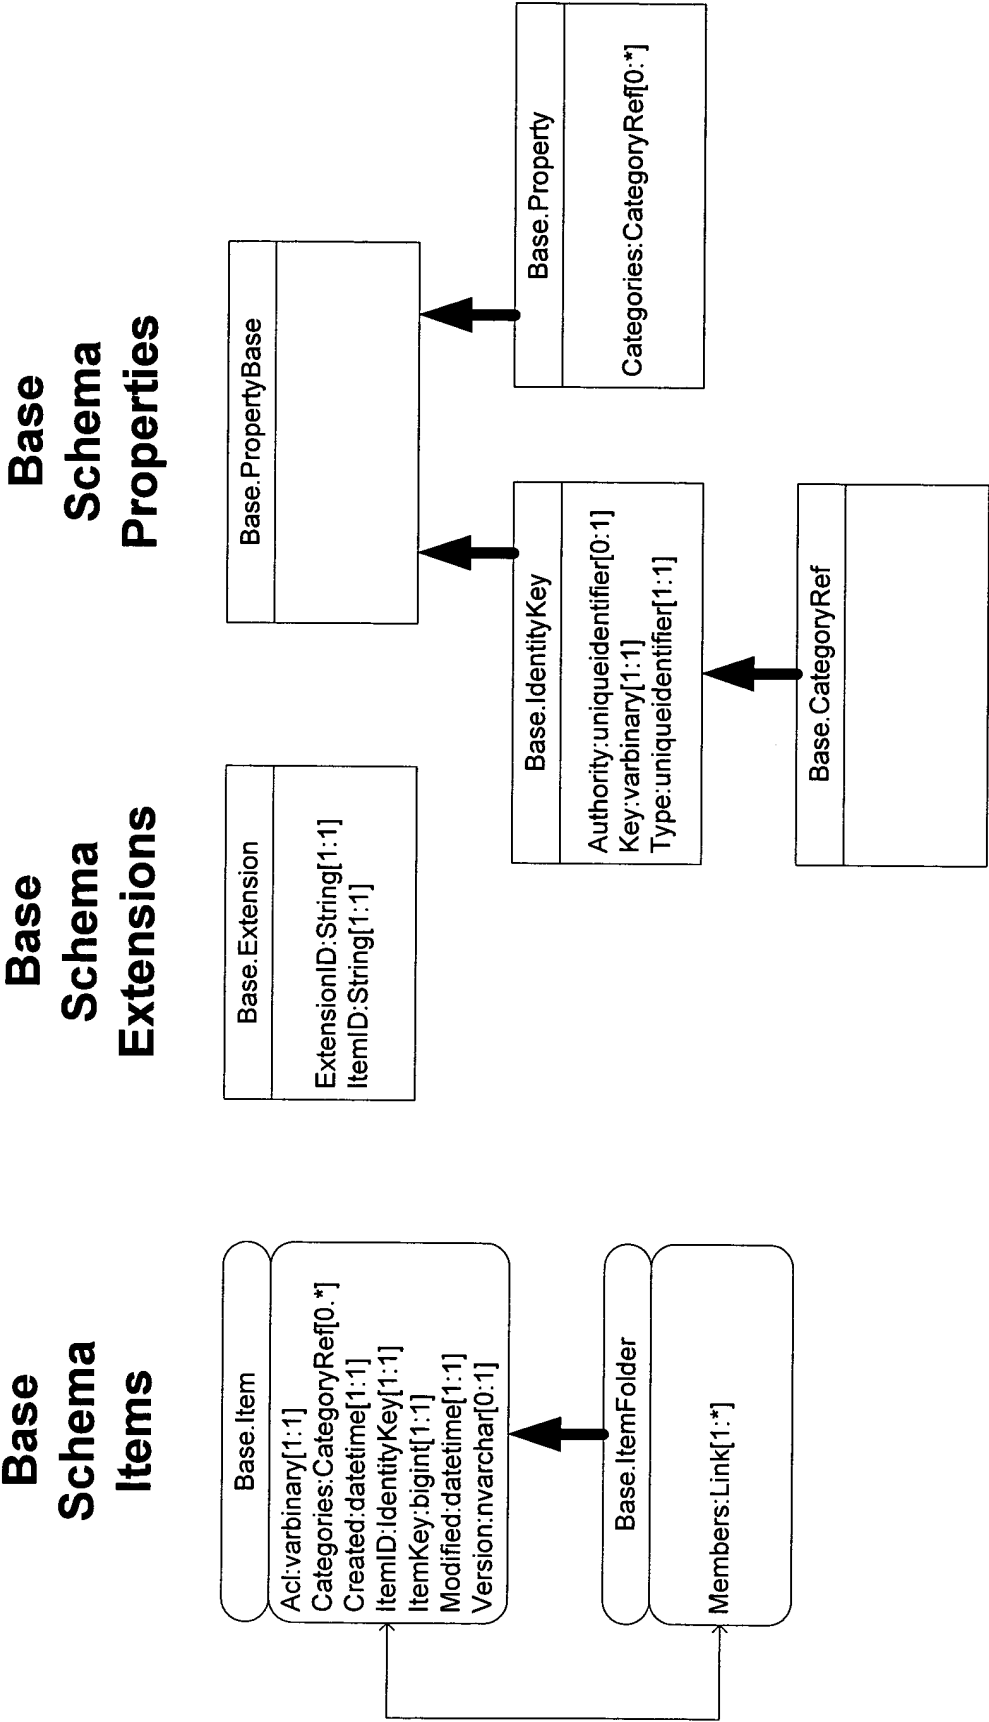 Base
Schema
Items
Base.Item
Acl:varbinary[1:1]
Categories:CategoryRef[0.*]
Created:datetime[1:1]
ItemID:IdentityKey[1:1]
ItemKey:bigint[1:1]
Modified:datetime[1:1]
Version:nvarchar[0:1]
Base.ItemFolder
Members:Link[1:*]
Base
Schema
Extensions
Base.Extension
ExtensionID:String[1:1]
ItemID:String[1:1]
Base
Schema
Properties
Base.PropertyBase
Base.IdentityKey
Authority:uniqueidentifier[0:1]
Key:varbinary[1:1]
Type:uniqueidentifier[1:1]
Base.Property
Categories:CategoryRef[0:*]
Base.CategoryRef